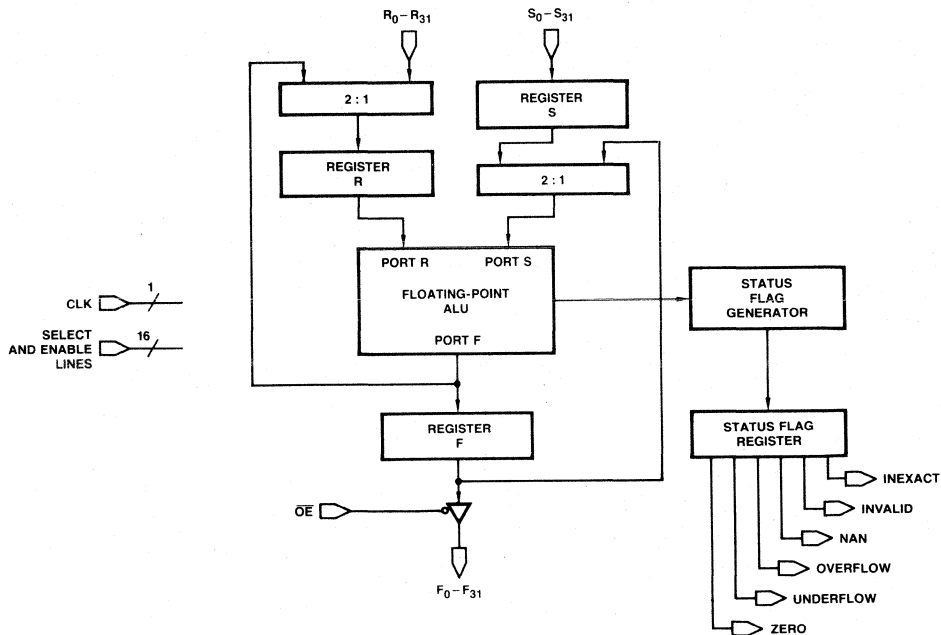 R0–R31
S0–S31
2 : 1
REGISTER
S
REGISTER
R
2 : 1
PORT R
PORT S
FLOATING-POINT
ALU
PORT F
STATUS
FLAG
GENERATOR
CLK
1
SELECT
AND ENABLE
LINES
16
REGISTER
F
STATUS FLAG
REGISTER
INEXACT
INVALID
NAN
OVERFLOW
UNDERFLOW
ZERO
OE
F0–F31